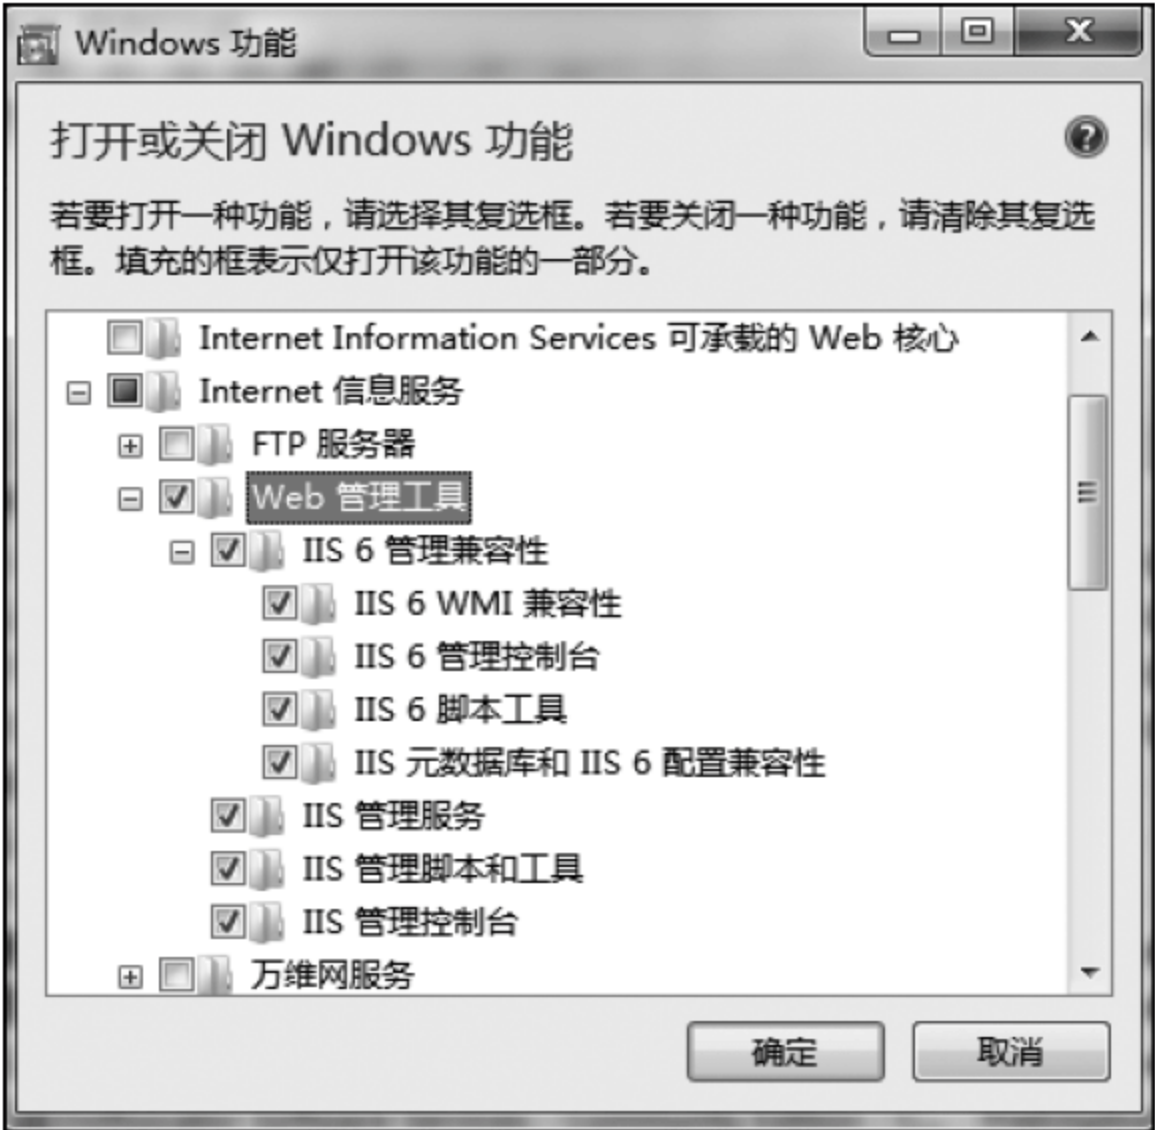 Windows 功能
打开或关闭 Windows 功能
若要打开一种功能，请选择其复选框。若要关闭一种功能，请清除其复选
框。填充的框表示仅打开该功能的一部分。
Internet Information Services 可承载的 Web 核心
Internet 信息服务
FTP 服务器
Web 管理工具
IIS 6 管理兼容性
IIS 6 WMI 兼容性
IIS 6 管理控制台
IIS 6 脚本工具
IIS 元数据库和 IIS 6 配置兼容性
IIS 管理服务
IIS 管理脚本和工具
IIS 管理控制台
万维网服务
确定 取消